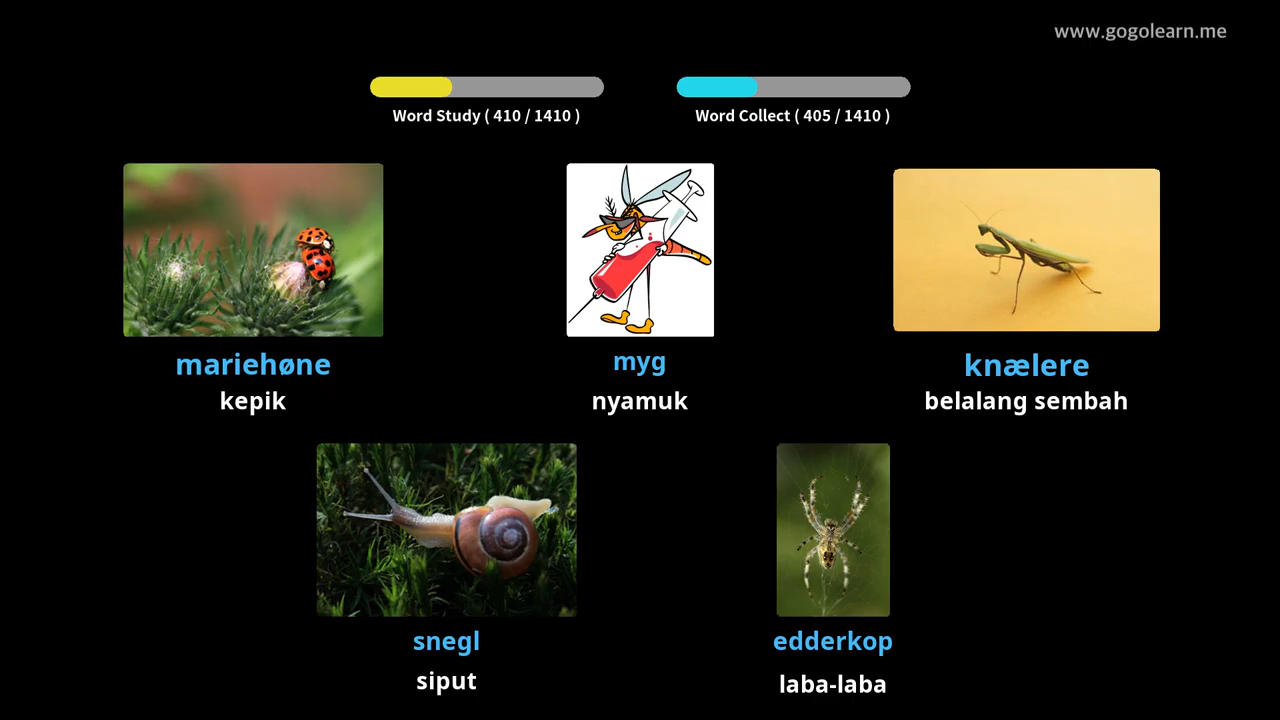 www.gogolearn.me
Word Study ( 410 / 1410 )
Word Collect ( 405 / 1410 )
mariehøne
kepik
myg
nyamuk
knælere
belalang sembah
snegl
siput
edderkop
laba-laba